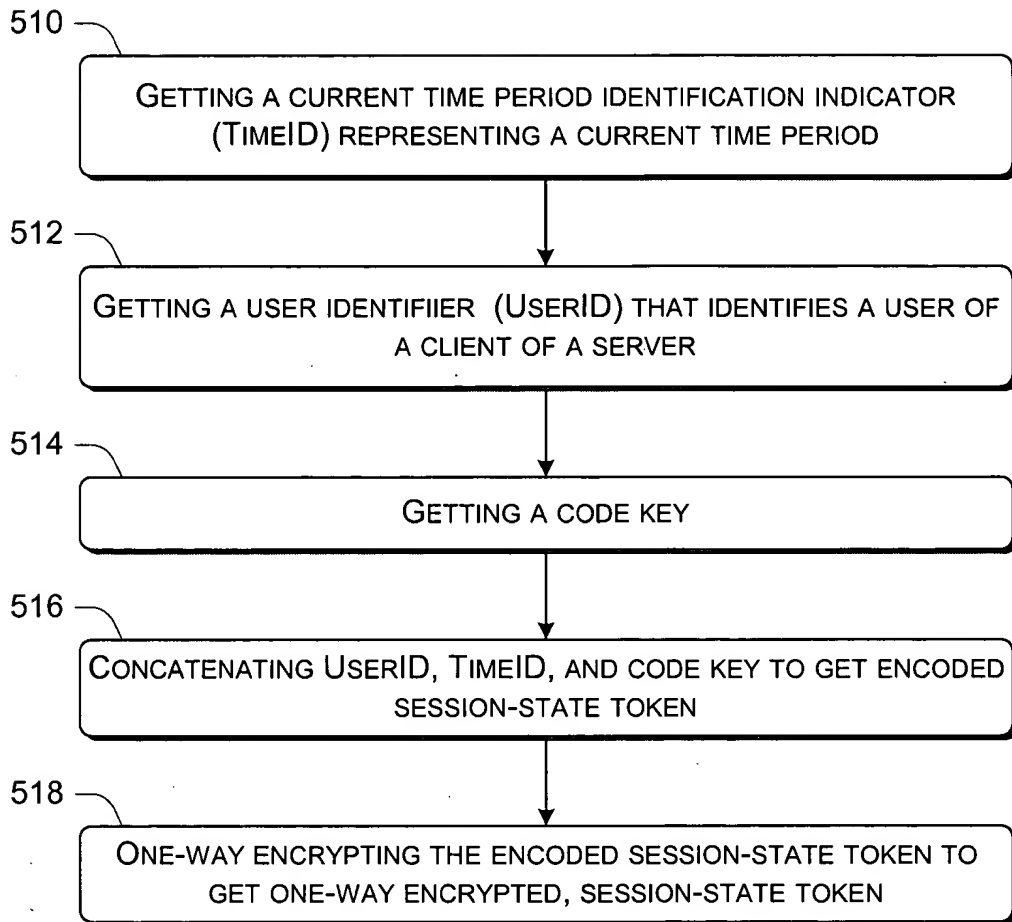 510
GETTING A CURRENT TIME PERIOD IDENTIFICATION INDICATOR
(TIMEID) REPRESENTING A CURRENT TIME PERIOD
512
GETTING A USER IDENTIFIIER (USERID) THAT IDENTIFIES A USER OF
A CLIENT OF A SERVER
514
GETTING A CODE KEY
516
CONCATENATING USERID, TIMEID, AND CODE KEY TO GET ENCODED
SESSION-STATE TOKEN
518
ONE-WAY ENCRYPTING THE ENCODED SESSION-STATE TOKEN TO
GET ONE-WAY ENCRYPTED, SESSION-STATE TOKEN